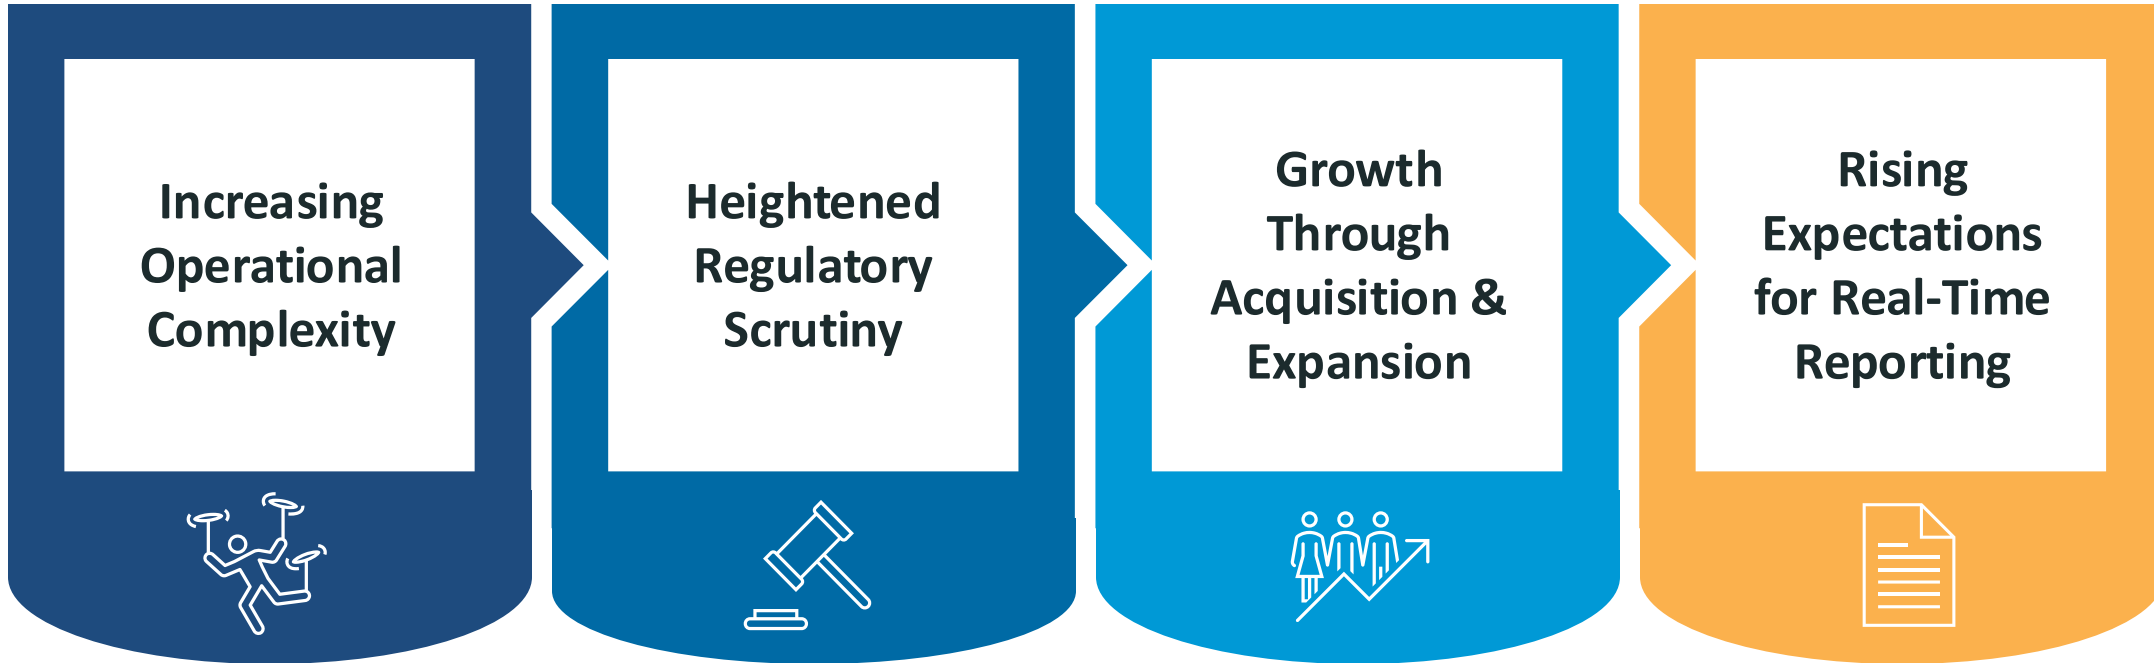 Increasing
Operational
Complexity
Heightened
Regulatory
Scrutiny
Growth
Through
Acquisition &
Expansion
Rising
Expectations
for Real-Time
Reporting